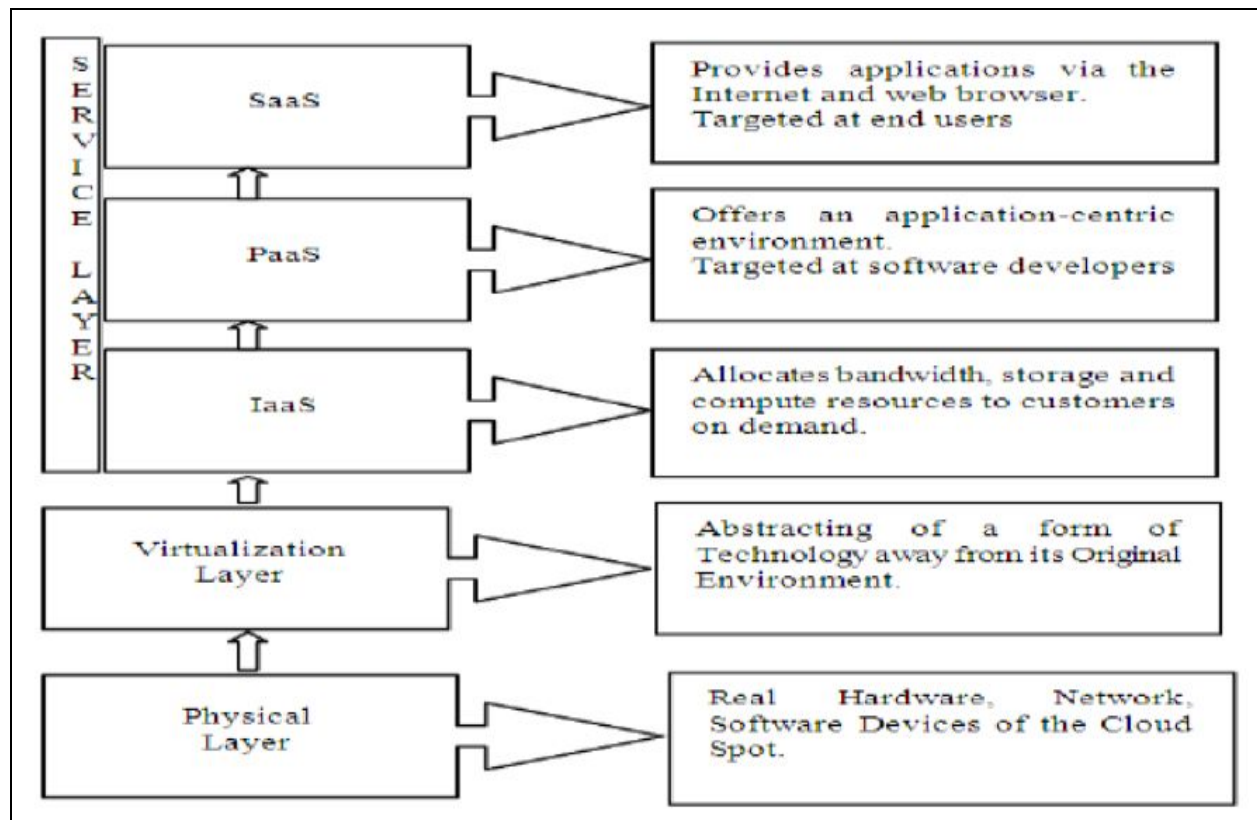 SERVICE LAYER
SaaS
Provides applications via the
Internet and web browser.
Targeted at end users
PaaS
Offers an application-centric
environment.
Targeted at software developers
IaaS
Allocates bandwidth, storage and
compute resources to customers
on demand.
Virtualization
Layer
Abstracting of a form of
Technology away from its Original
Environment.
Physical
Layer
Real Hardware, Network,
Software Devices of the Cloud
Spot.